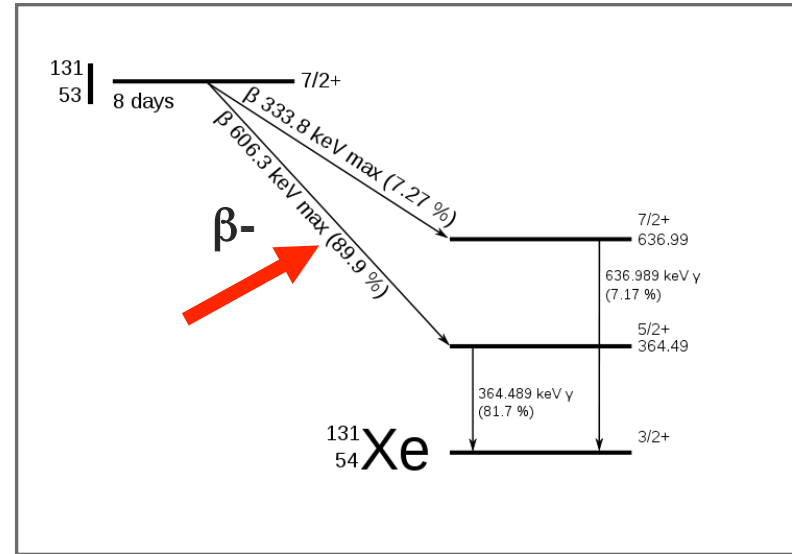 131
53 I
8 days
7/2+
β 333.8 keV max (7.27 %)
β 606.3 keV max (89.9 %)
β-
7/2+
636.99
636.989 keV γ
(7.17 %)
5/2+
364.49
364.489 keV γ
(81.7 %)
131
54 Xe
3/2+